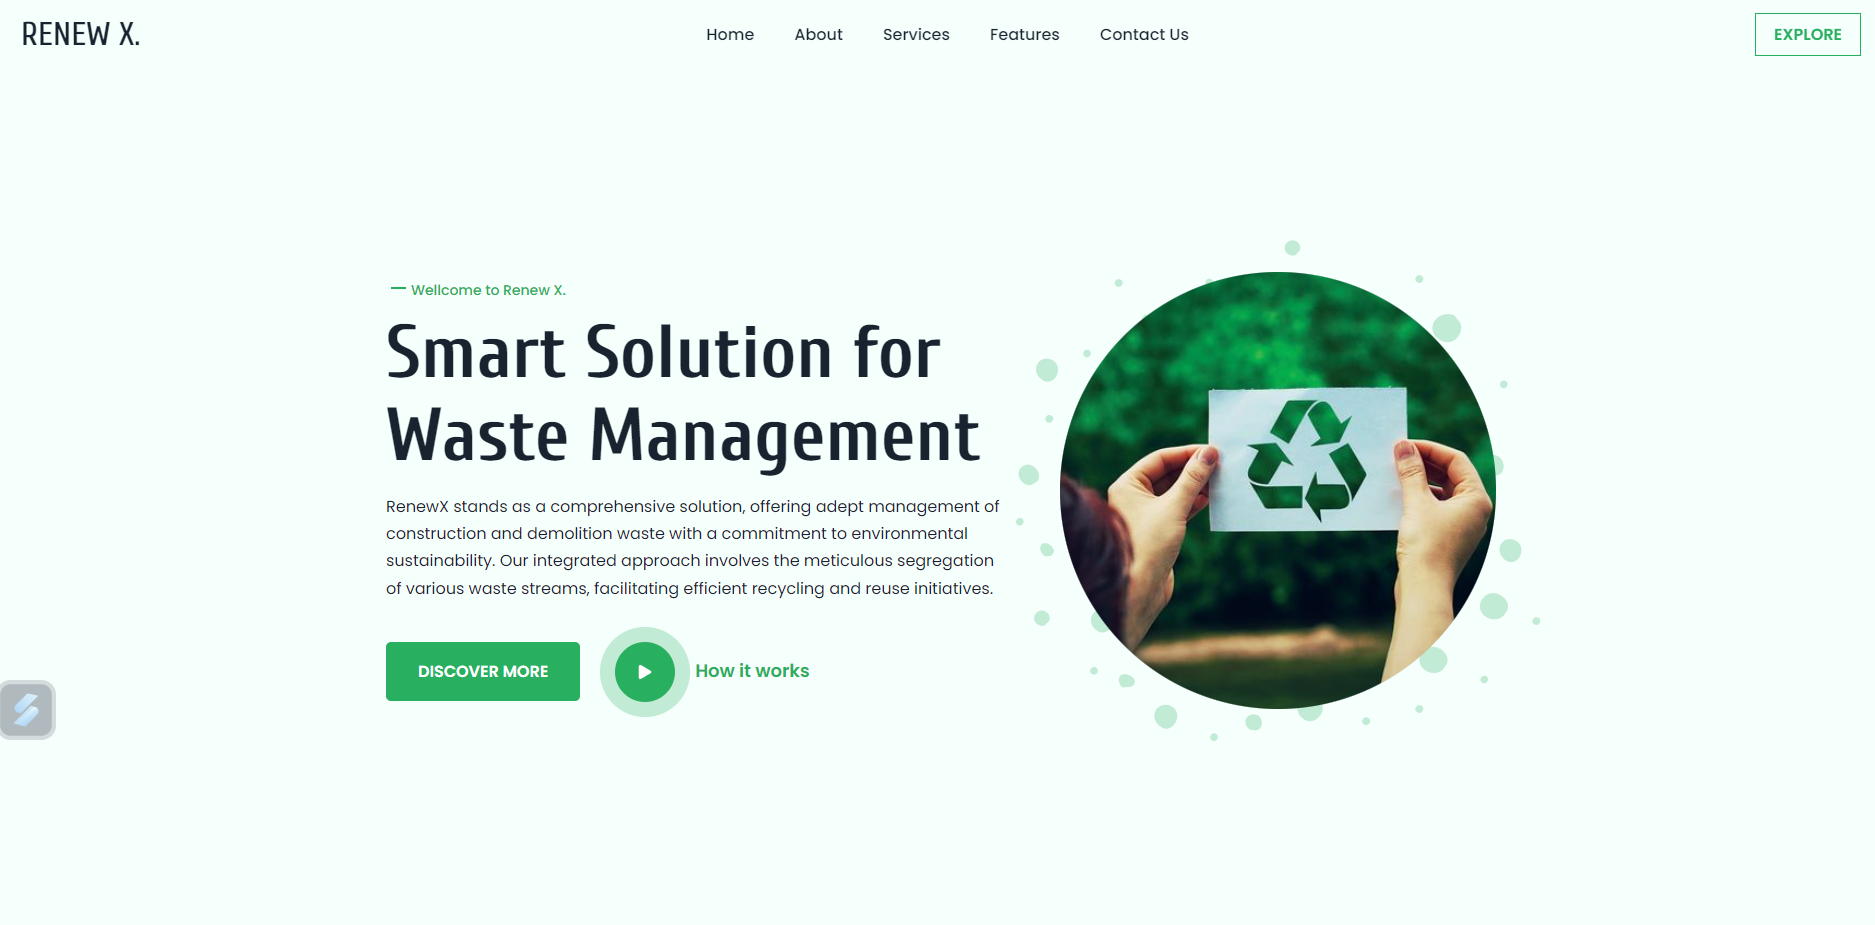 RENEW X.
Home
About
Services
Features
Contact Us
EXPLORE
Wellcome to Renew X.
Smart Solution for
Waste Management
RenewX stands as a comprehensive solution, offering adept management of
construction and demolition waste with a commitment to environmental
sustainability. Our integrated approach involves the meticulous segregation
of various waste streams, facilitating efficient recycling and reuse initiatives.
DISCOVER MORE
How it works